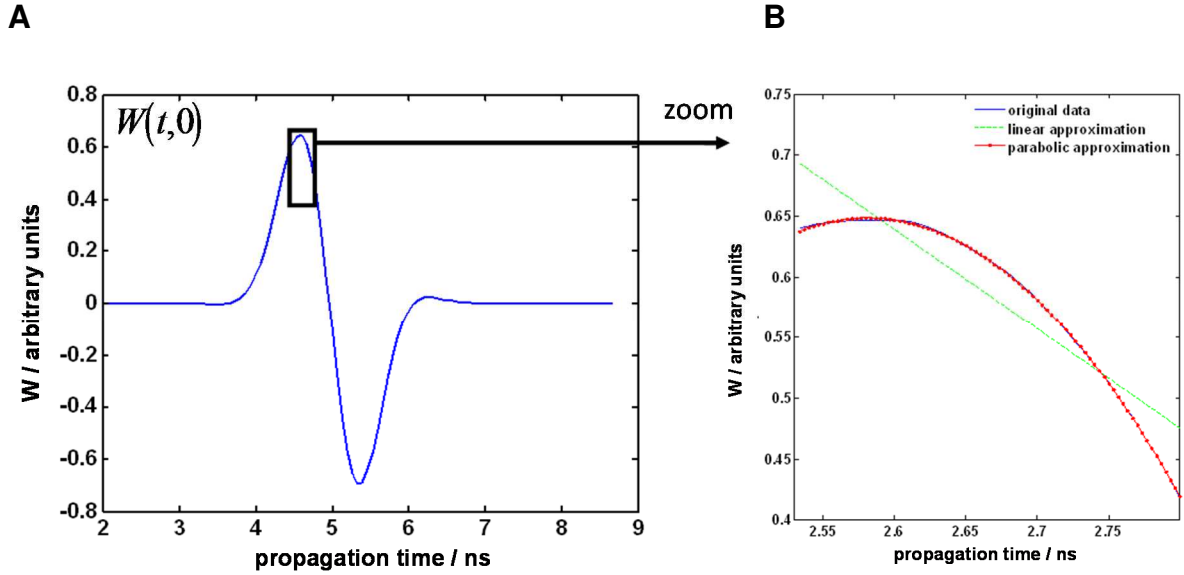 A
B
W(t,0)
zoom
0.8
0.6
0.4
0.2
0
-0.2
-0.4
-0.6
-0.8
2 3 4 5 6 7 8 9
propagation time / ns
W / arbitrary units
original data
linear approximation
parabolic approximation
0.75
0.7
0.65
0.6
0.55
0.5
0.45
0.4
2.55 2.6 2.65 2.7 2.75
propagation time / ns
W / arbitrary units